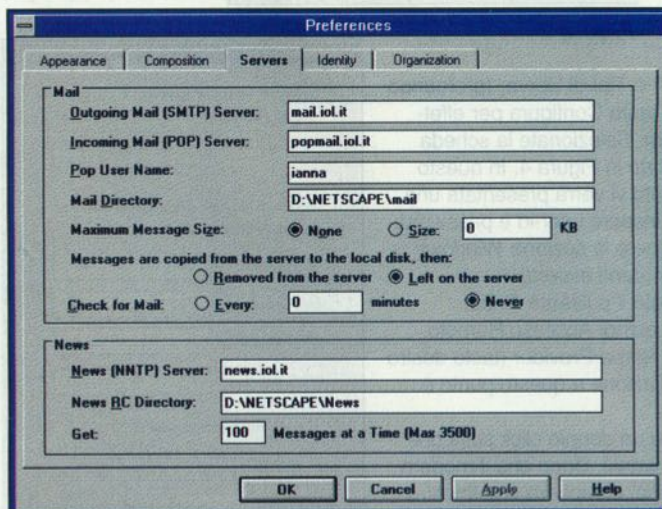 Preferences
Appearance Composition Servers Identity Organization
Mail
Outgoing Mail (SMTP) Server: mail.iol.it
Incoming Mail (POP) Server: popmail.iol.it
Pop User Name: ianna
Mail Directory: D:\NETSCAPE\mail
Maximum Message Size: None Size: 0 KB
Messages are copied from the server to the local disk, then:
Removed from the server Left on the server
Check for Mail: Every: 0 minutes Never
News
News (NNTP) Server: news.iol.it
News RC Directory: D:\NETSCAPE\News
Get: 100 Messages at a Time (Max 3500)
OK Cancel Apply Help